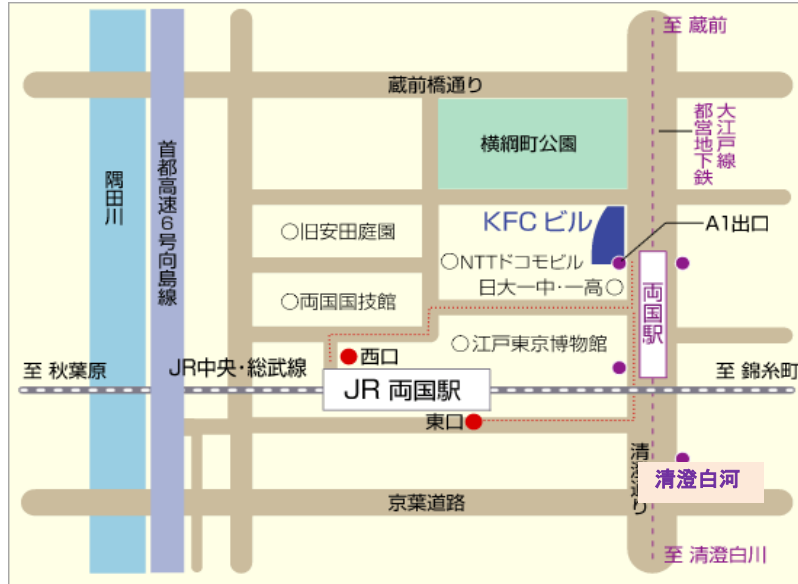 至 蔵前
蔵前橋通り
大江戸線
都営地下鉄
横綱町公園
首都高速6号向島線
隅田川
KFC ビル
A1出口
○旧安田庭園
○NTTドコモビル
日大一中・一高○
両国駅
○両国国技館
○江戸東京博物館
西口
至 秋葉原
JR中央・総武線
至 錦糸町
JR 両国駅
東口
清澄通り
清澄白河
京葉道路
至 清澄白川